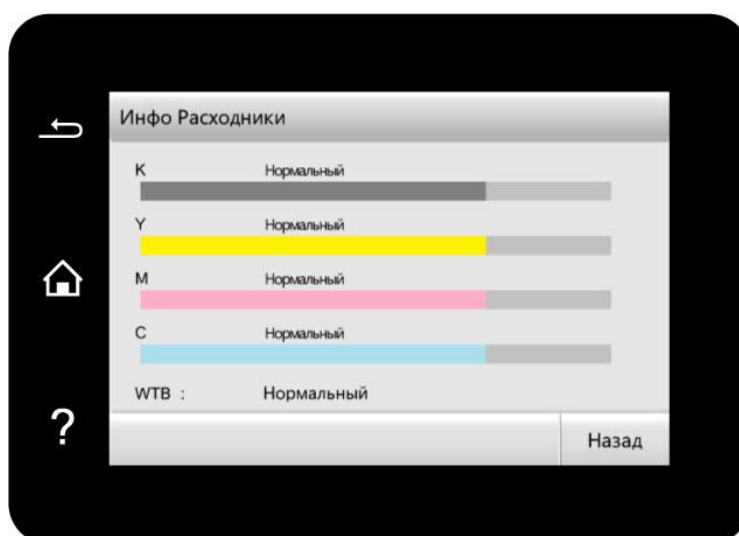 Инфо Расходники
K Нормальный
Y Нормальный
M Нормальный
C Нормальный
WTB : Нормальный
?
Назад